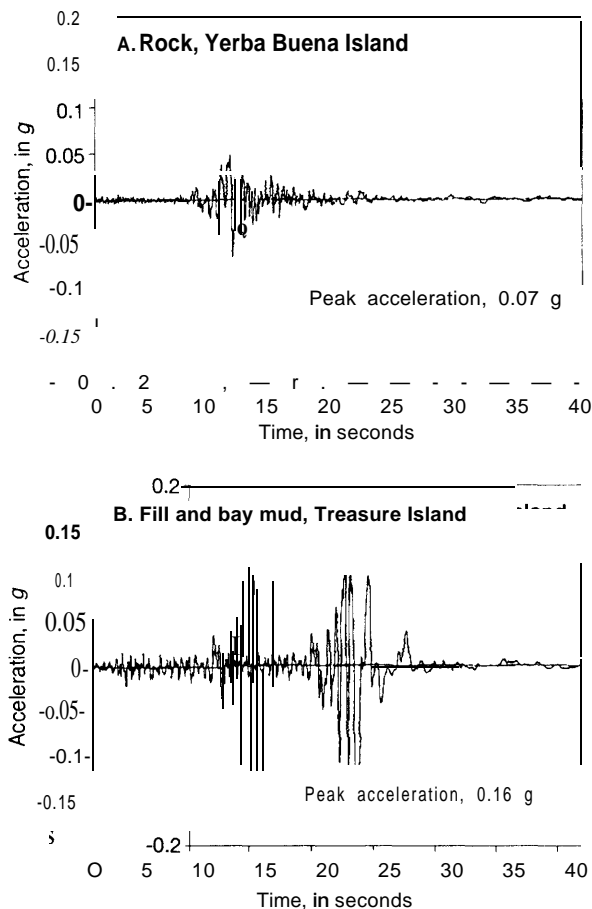 0.2
A. Rock, Yerba Buena Island
0.15
0.1
0.05
0-
-0.05
-0.1
-0.15
Acceleration, in g
Peak acceleration, 0.07 g
- 0 . 2 , — r . — — - - — — -
0 5 10 15 20 25 30 35 40
Time, in seconds
0.2
B. Fill and bay mud, Treasure Island
0.15
0.1
0.05
0-
-0.05-
-0.1-
-0.15
Acceleration, in g
Peak acceleration, 0.16 g
s
-0.2
O 5 10 15 20 25 30 35 40
Time, in seconds